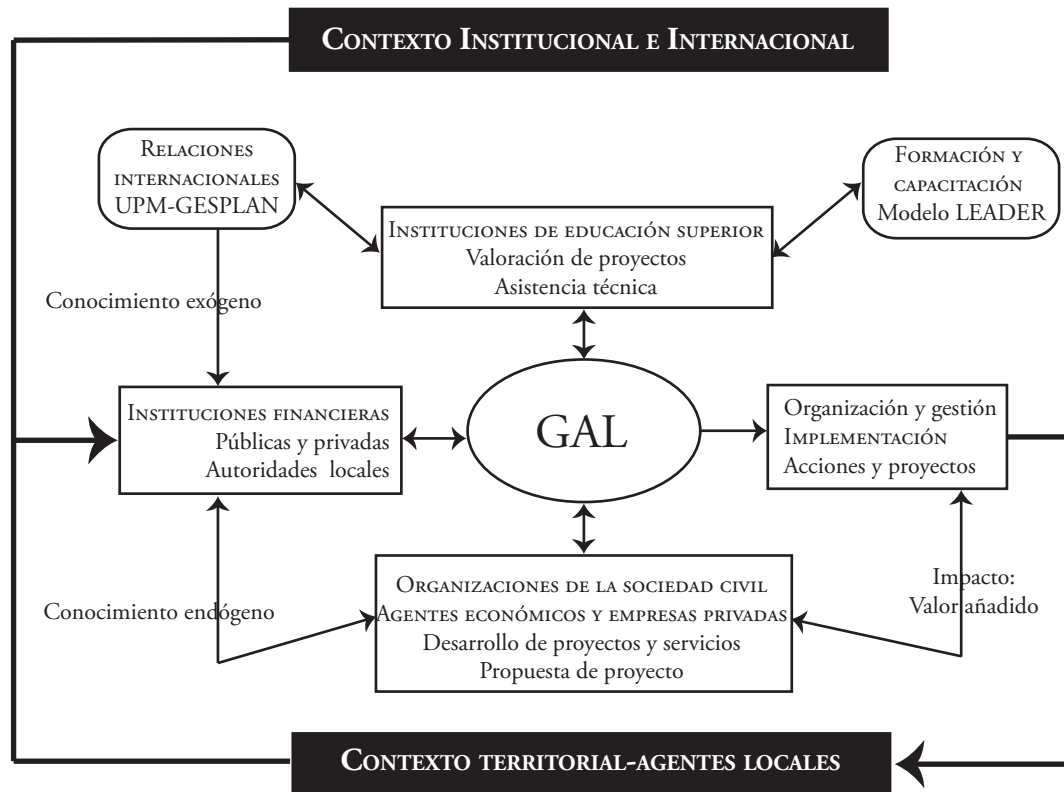 Contexto Institucional e Internacional
Relaciones
internacionales
UPM-GESPLAN
Formación y
capacitación
Modelo LEADER
Instituciones de educación superior
Valoración de proyectos
Asistencia técnica
Conocimiento exógeno
Instituciones financieras
Públicas y privadas
Autoridades locales
GAL
Organización y gestión
Implementación
Acciones y proyectos
Conocimiento endógeno
Organizaciones de la sociedad civil
Agentes económicos y empresas privadas
Desarrollo de proyectos y servicios
Propuesta de proyecto
Impacto:
Valor añadido
Contexto territorial-agentes locales